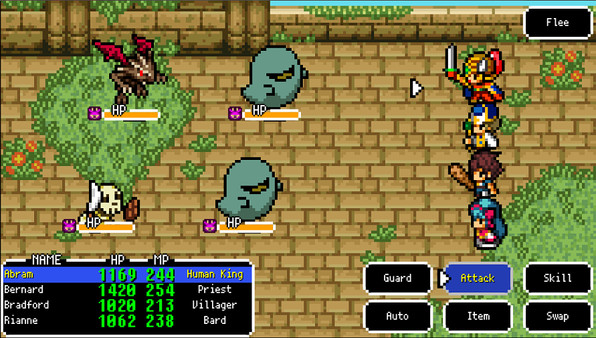 Flee
HP
HP
HP
HP
NAME HP MP
Abram 1169 244 Human King
Bernard 1420 254 Priest
Bradford 1020 213 Villager
Rianne 1062 238 Bard
Guard Attack Skill
Auto Item Swap